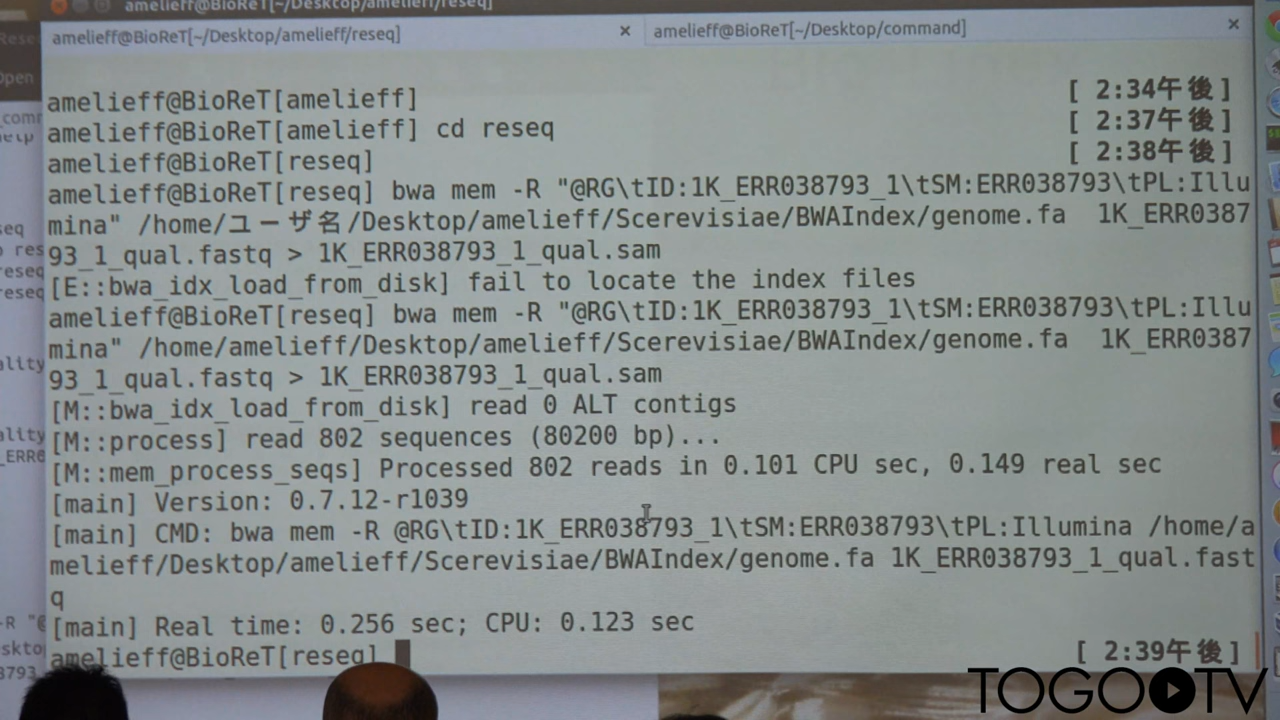 amelieff@BioReT[~/Desktop/amelieff/reseq]
amelieff@BioReT[~/Desktop/amelieff/reseq] ×
amelieff@BioReT[~/Desktop/command] ×
amelieff@BioReT[amelieff] [ 2:34午後]
amelieff@BioReT[amelieff] cd reseq [ 2:37午後]
amelieff@BioReT[reseq] [ 2:38午後]
amelieff@BioReT[reseq] bwa mem -R "@RG\tID:1K_ERR038793_1\tSM:ERR038793\tPL:Illu
mina" /home/ユーザ名/Desktop/amelieff/Scerevisiae/BWAIndex/genome.fa 1K_ERR0387
93_1_qual.fastq > 1K_ERR038793_1_qual.sam
[E::bwa_idx_load_from_disk] fail to locate the index files
amelieff@BioReT[reseq] bwa mem -R "@RG\tID:1K_ERR038793_1\tSM:ERR038793\tPL:Illu
mina" /home/amelieff/Desktop/amelieff/Scerevisiae/BWAIndex/genome.fa 1K_ERR0387
93_1_qual.fastq > 1K_ERR038793_1_qual.sam
[M::bwa_idx_load_from_disk] read 0 ALT contigs
[M::process] read 802 sequences (80200 bp)...
[M::mem_process_seqs] Processed 802 reads in 0.101 CPU sec, 0.149 real sec
[main] Version: 0.7.12-r1039
[main] CMD: bwa mem -R @RG\tID:1K_ERR038793_1\tSM:ERR038793\tPL:Illumina /home/a
melieff/Desktop/amelieff/Scerevisiae/BWAIndex/genome.fa 1K_ERR038793_1_qual.fast
q
[main] Real time: 0.256 sec; CPU: 0.123 sec
amelieff@BioReT[reseq] [ 2:39午後]
TOGO TV